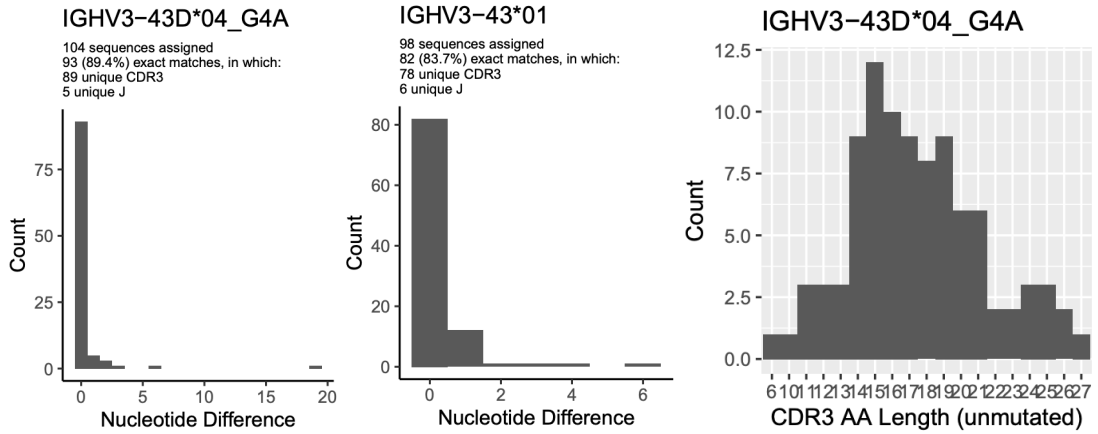 IGHV3−43D*04_G4A
104 sequences assigned
93 (89.4%) exact matches, in which:
89 unique CDR3
5 unique J
75
50
25
0
Count
0 5 10 15 20
Nucleotide Difference
IGHV3−43*01
98 sequences assigned
82 (83.7%) exact matches, in which:
78 unique CDR3
6 unique J
80
60
40
20
0
Count
0 2 4 6
Nucleotide Difference
IGHV3−43D*04_G4A
12.5
10.0
7.5
5.0
2.5
0.0
Count
6 10 11 12 13 14 15 16 17 18 19 20 21 22 23 24 25 26 27
CDR3 AA Length (unmutated)